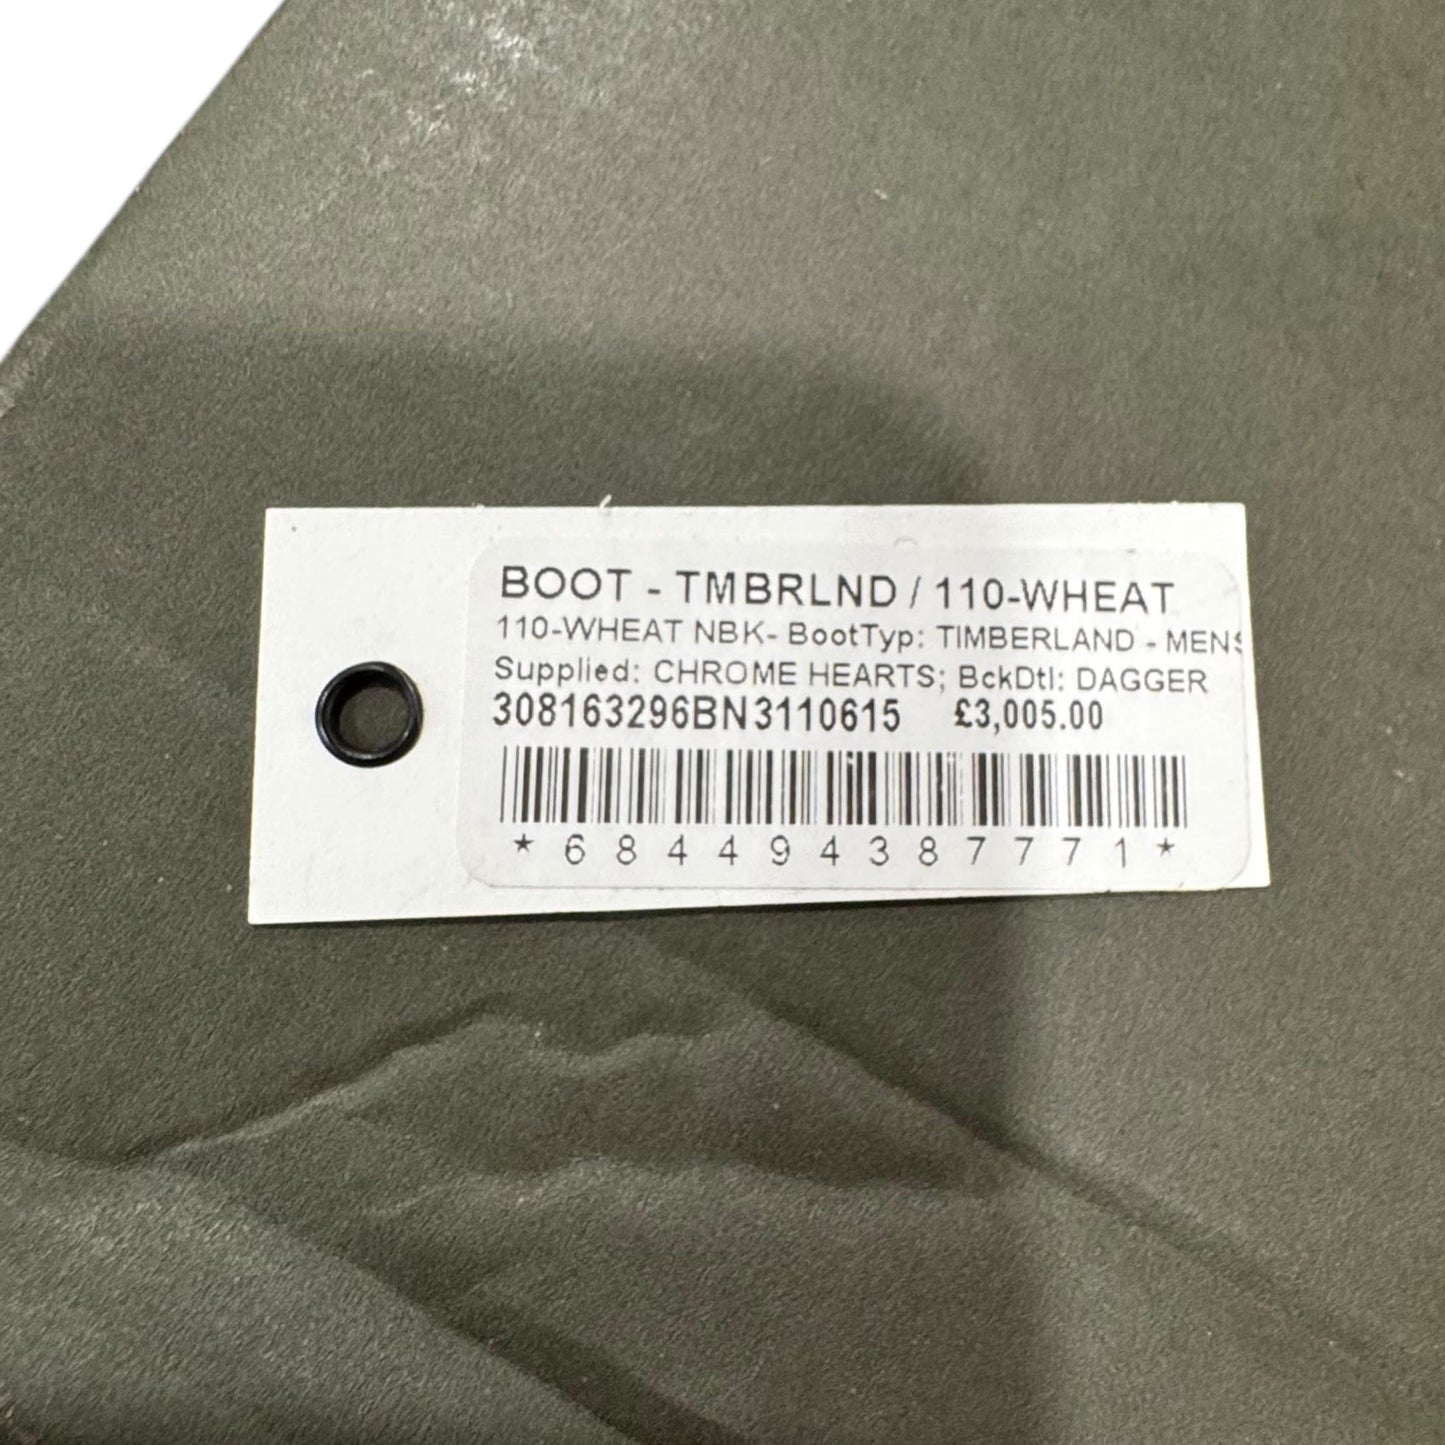 BOOT - TMBRLND / 110-WHEAT
110-WHEAT NBK- BootTyp: TIMBERLAND - MENS
Supplied: CHROME HEARTS; BckDtl: DAGGER
308163296BN3110615 £3,005.00
*684494387771*